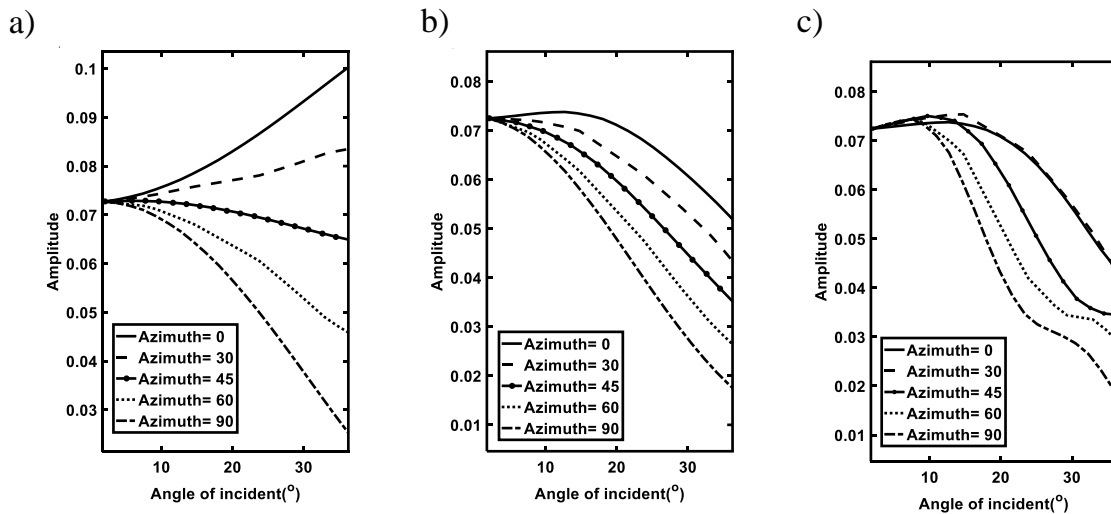 a)
0.1
0.09
0.08
0.07
0.06
0.05
0.04
0.03
Amplitude
Azimuth= 0
Azimuth= 30
Azimuth= 45
Azimuth= 60
Azimuth= 90
10 20 30
Angle of incident(o)
b)
0.08
0.07
0.06
0.05
0.04
0.03
0.02
0.01
Amplitude
Azimuth= 0
Azimuth= 30
Azimuth= 45
Azimuth= 60
Azimuth= 90
10 20 30
Angle of incident(o)
c)
0.08
0.07
0.06
0.05
0.04
0.03
0.02
0.01
Amplitude
Azimuth= 0
Azimuth= 30
Azimuth= 45
Azimuth= 60
Azimuth= 90
10 20 30
Angle of incident(o)